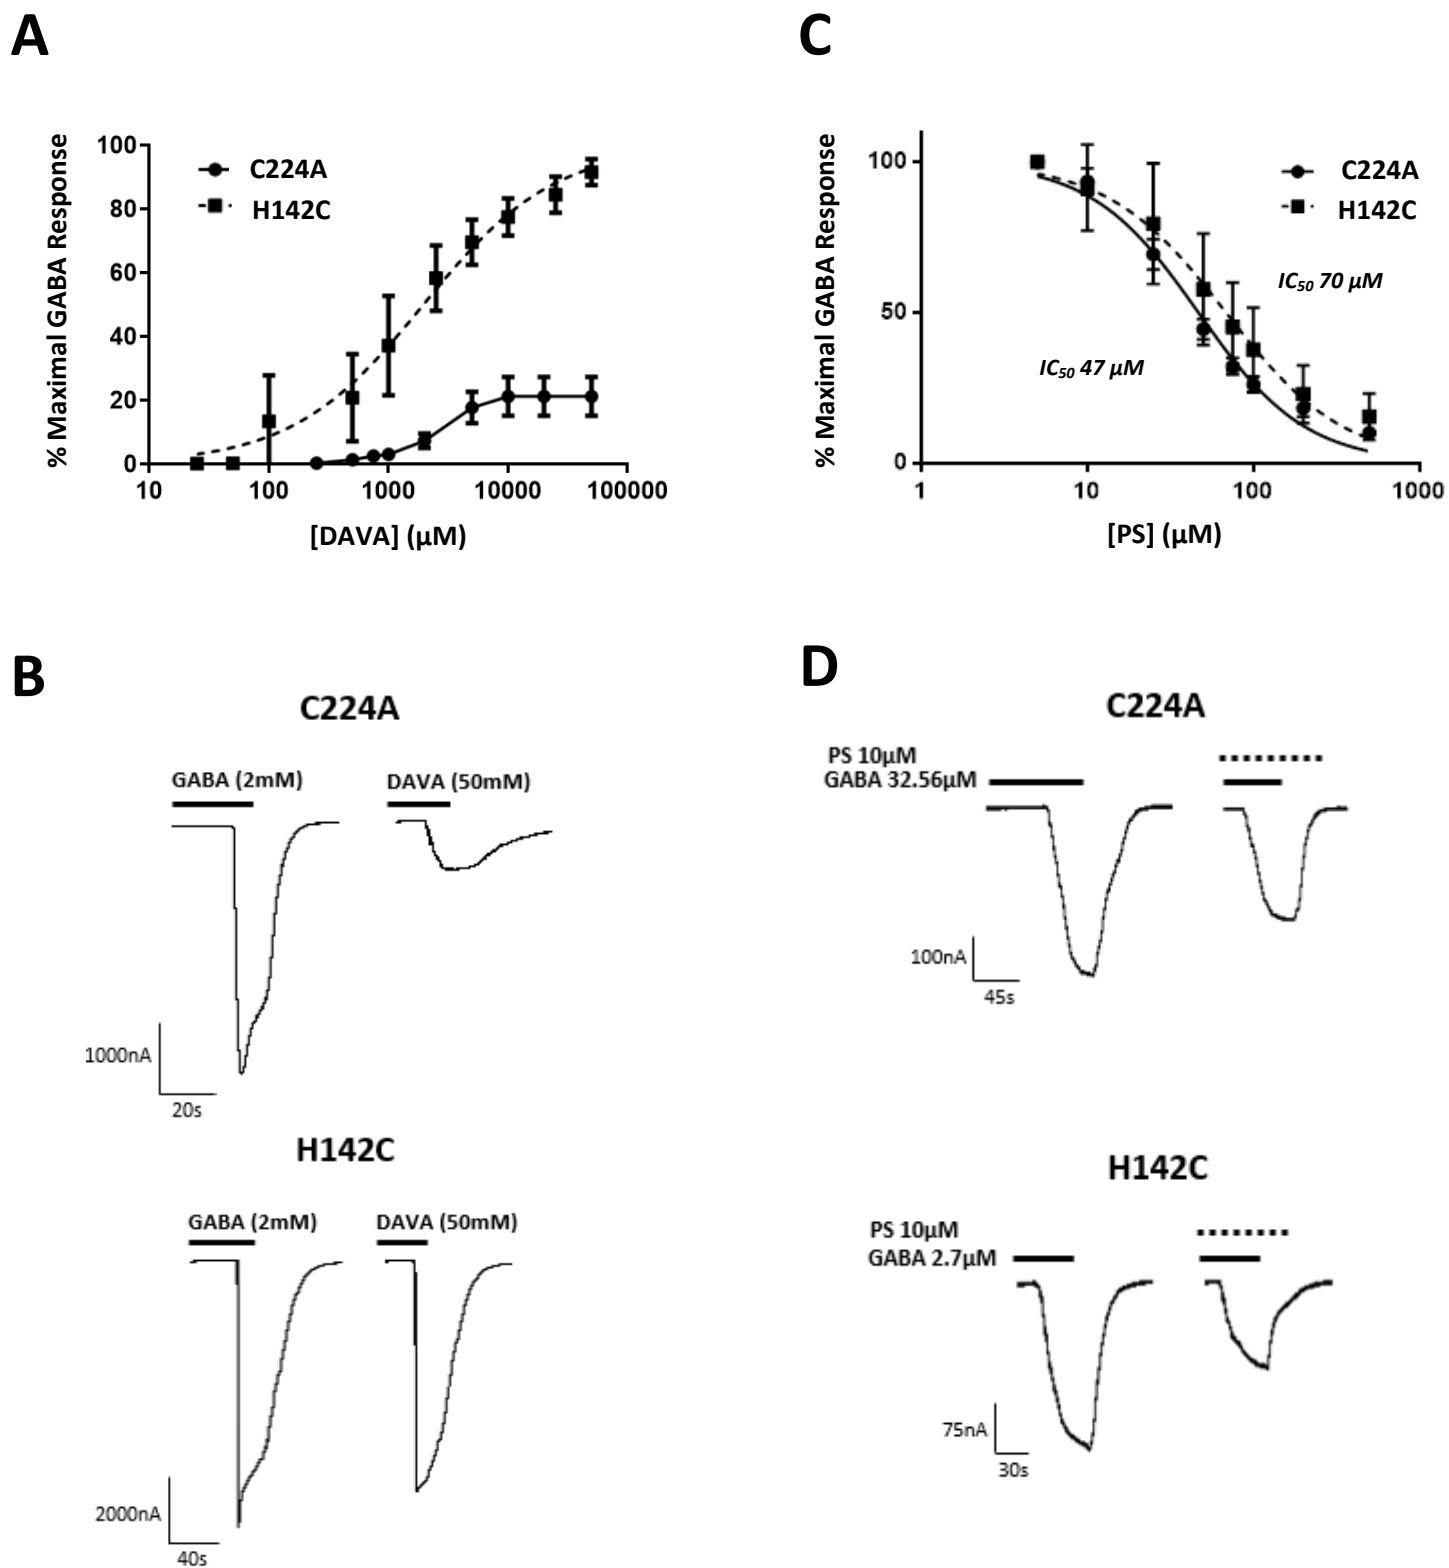 A
% Maximal GABA Response
100
80
60
40
20
0
C224A
H142C
10 100 1000 10000 100000
[DAVA] (µM)
C
% Maximal GABA Response
100
50
0
C224A
H142C
IC50 70 µM
IC50 47 µM
1 10 100 1000
[PS] (µM)
B
C224A
GABA (2mM) DAVA (50mM)
1000nA
20s
H142C
GABA (2mM) DAVA (50mM)
2000nA
40s
D
C224A
PS 10µM
GABA 32.56µM
100nA
45s
H142C
PS 10µM
GABA 2.7µM
75nA
30s